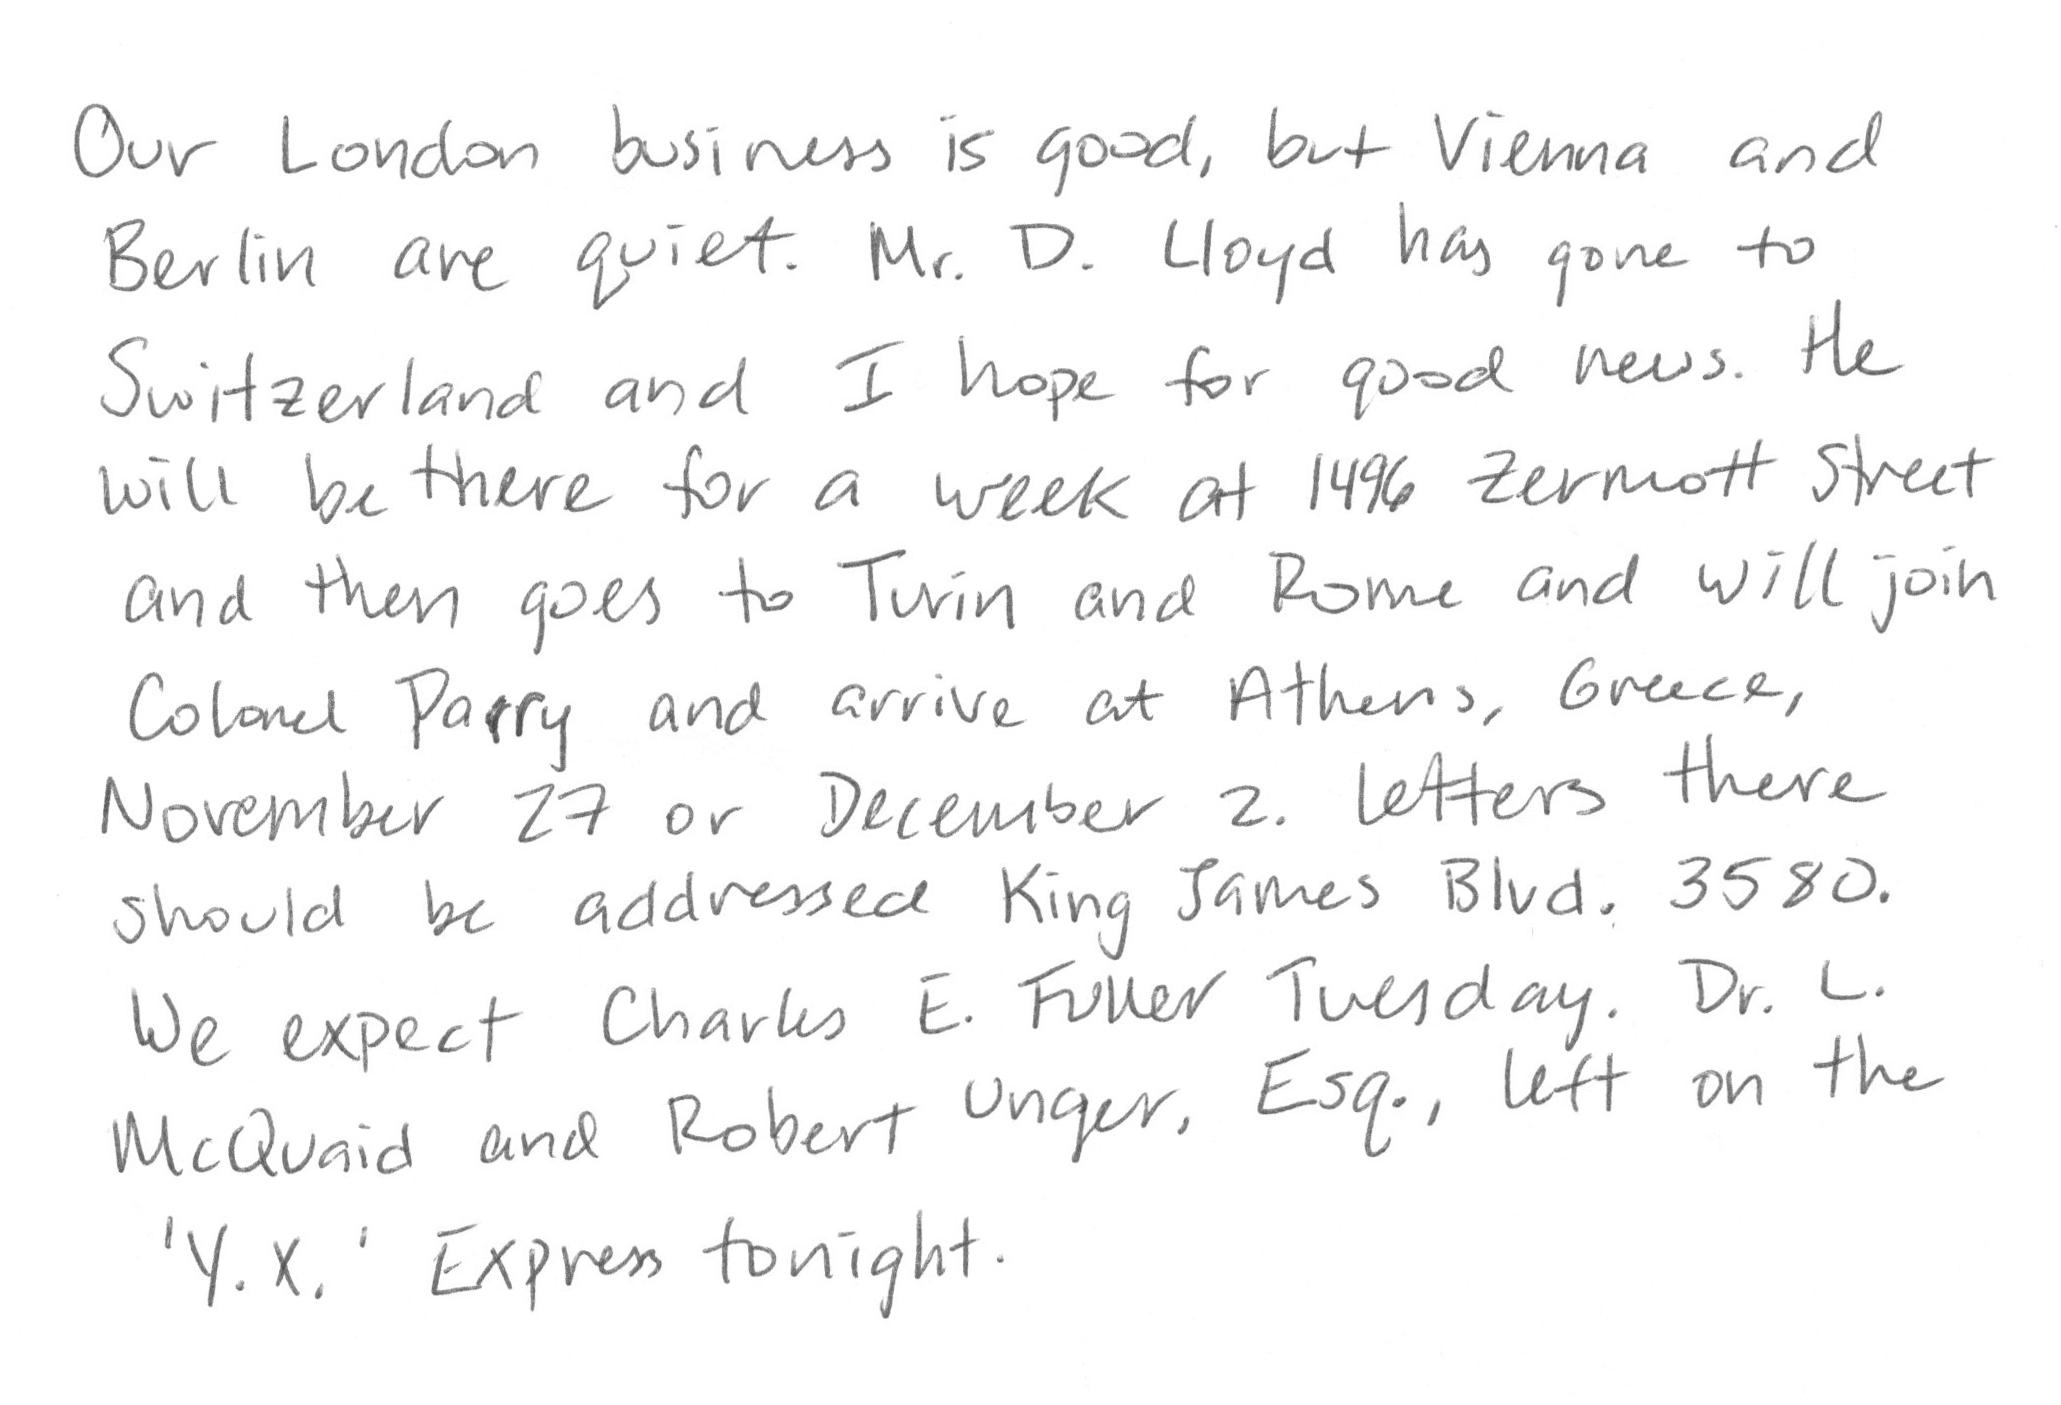 Our London business is good, but Vienna and
Berlin are quiet. Mr. D. Lloyd has gone to
Switzerland and I hope for good news. He
will be there for a week at 1496 Zermott Street
and then goes to Turin and Rome and will join
Colonel Parry and arrive at Athens, Greece,
November 27 or December 2. Letters there
should be addressed King James Blvd. 3580.
We expect Charles E. Fuller Tuesday. Dr. L.
McQuaid and Robert Unger, Esq., left on the
'Y.X.' Express tonight.